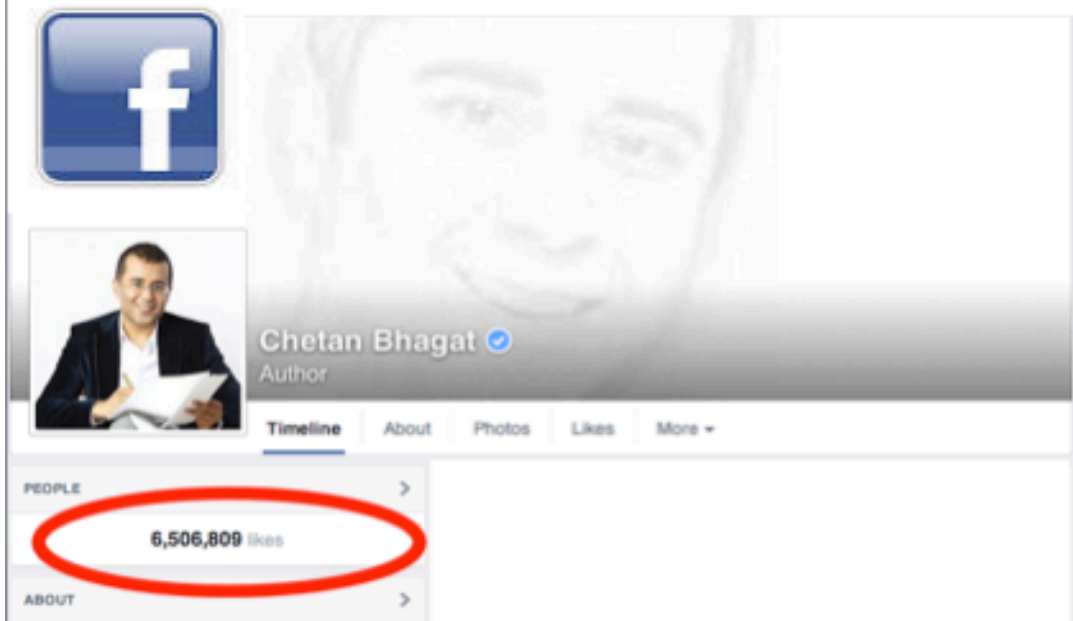 f
Chetan Bhagat
Author
Timeline About Photos Likes More
PEOPLE
6,506,809 likes
ABOUT